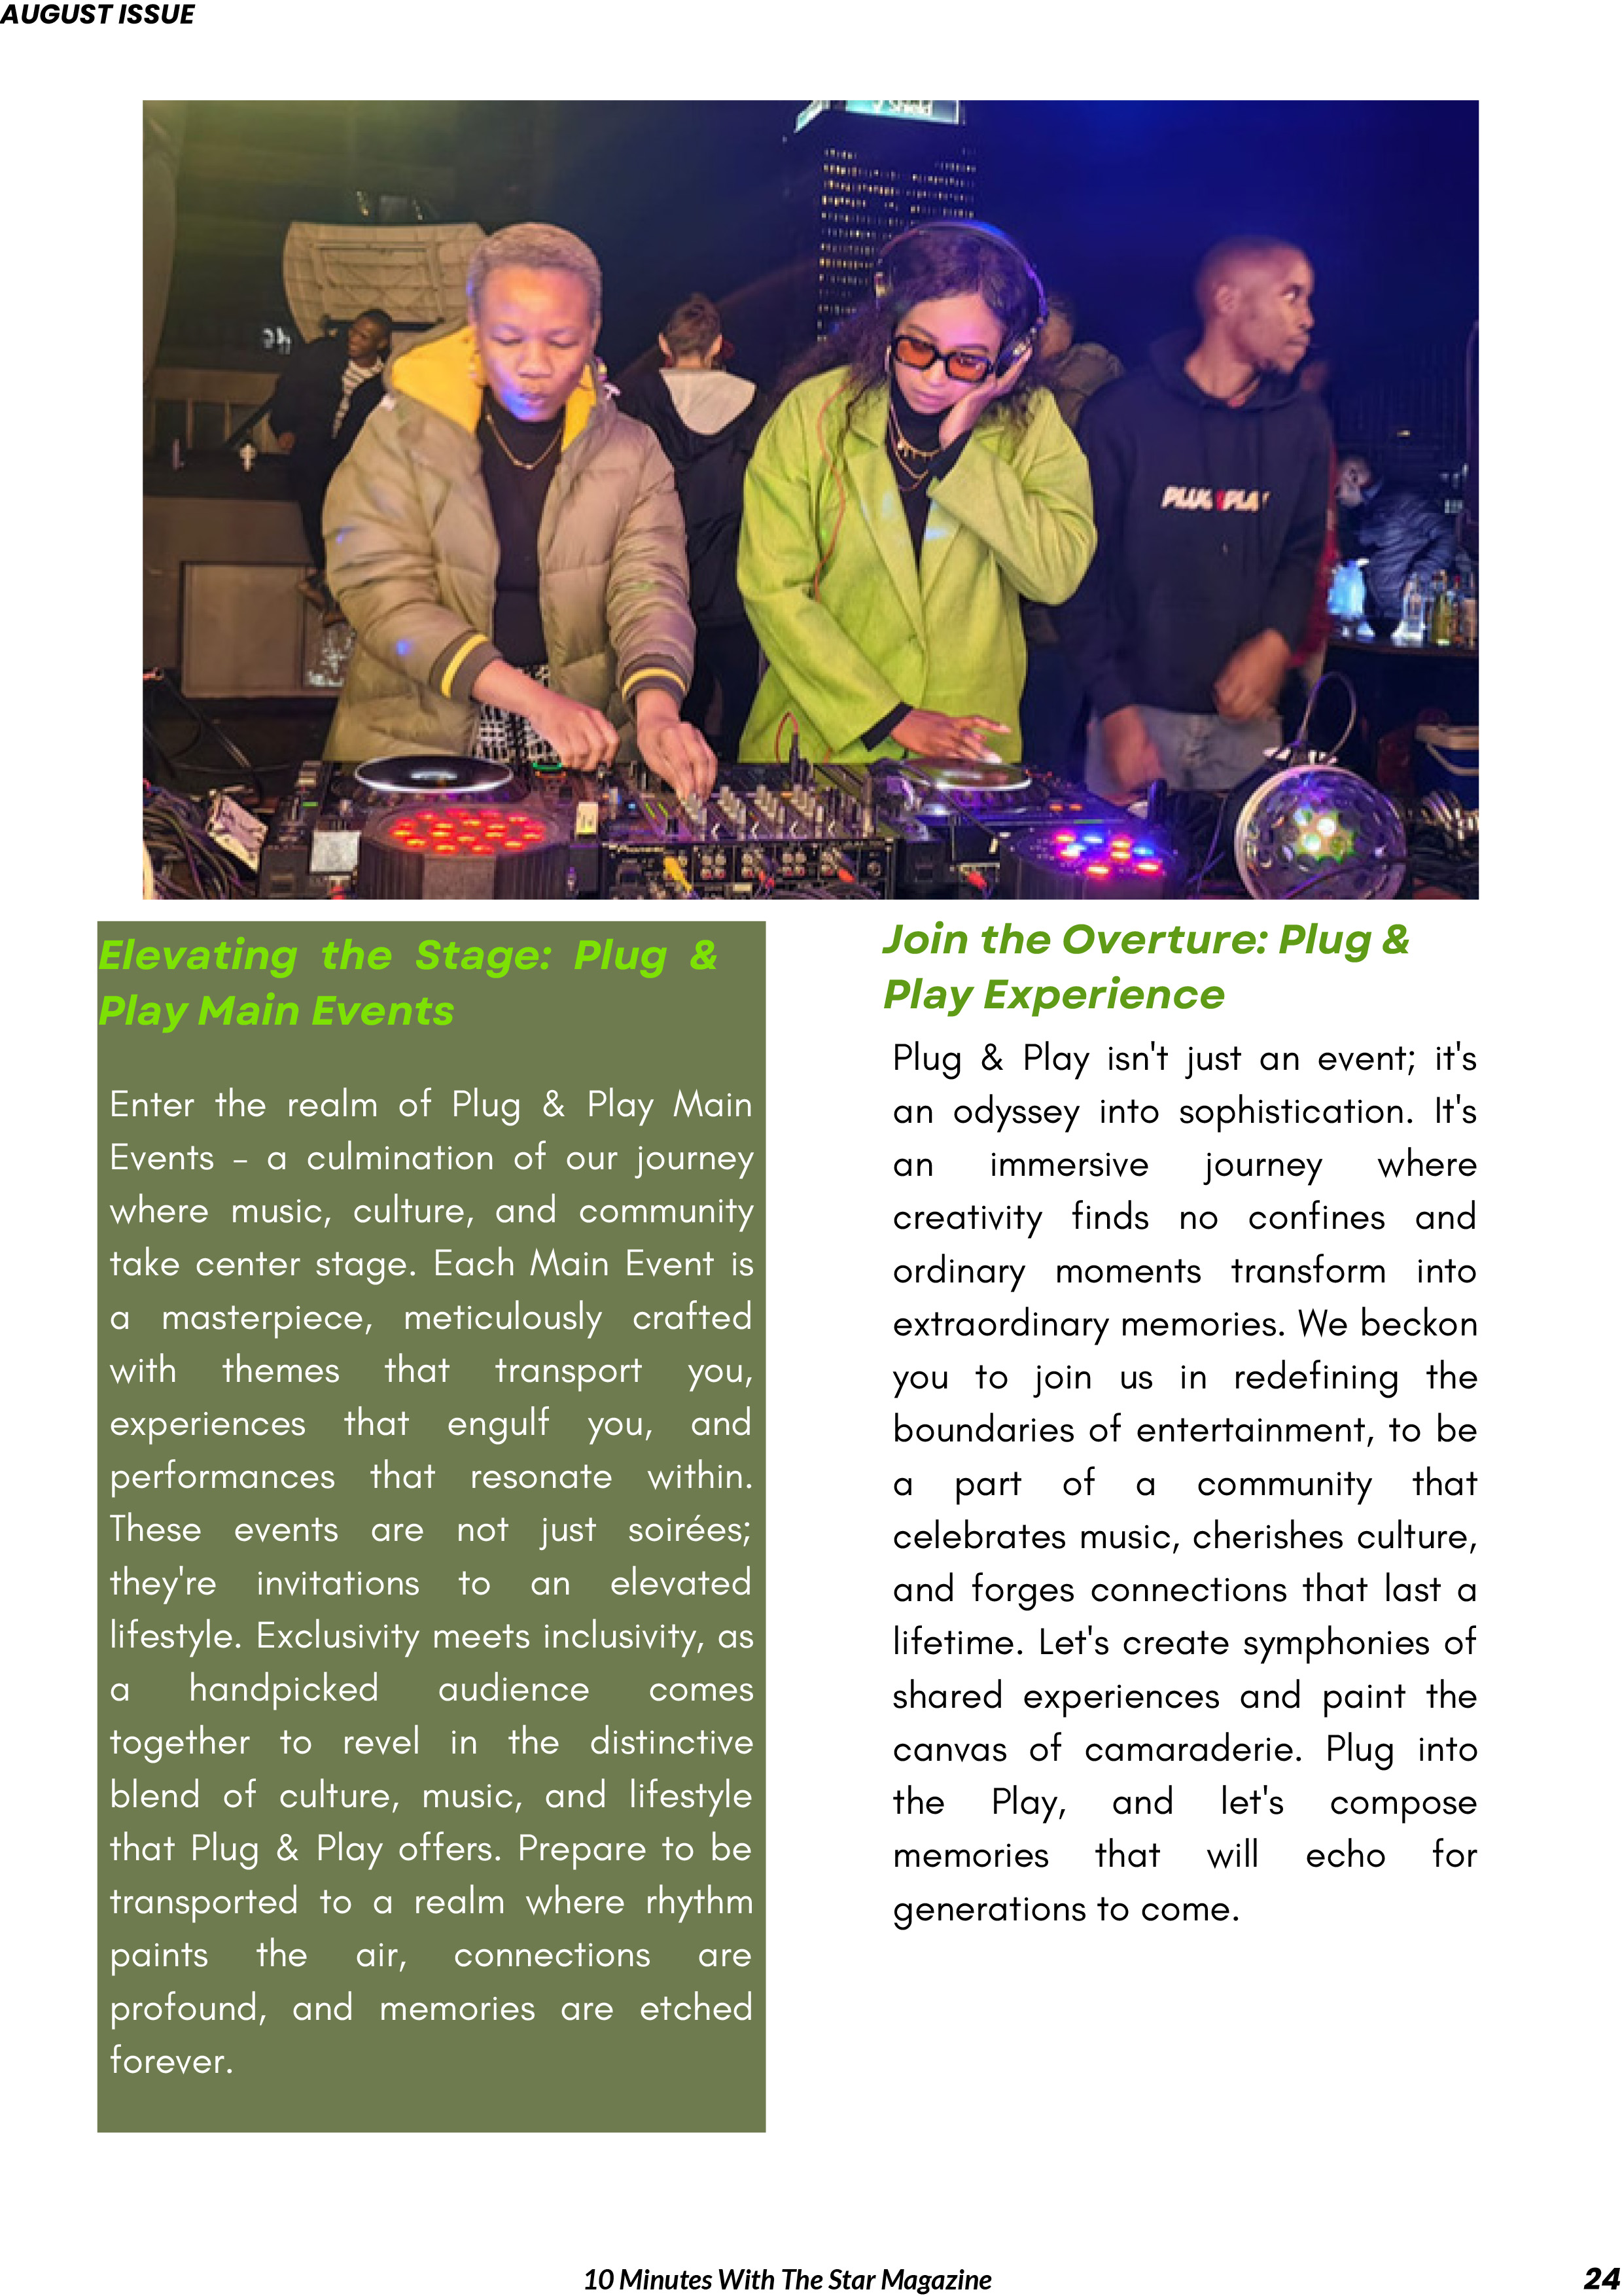 AUGUST ISSUE
PLUG PLAY
Elevating the Stage: Plug &
Play Main Events
Enter the realm of Plug & Play Main
Events – a culmination of our journey
where music, culture, and community
take center stage. Each Main Event is
a masterpiece, meticulously crafted
with themes that transport you,
experiences that engulf you, and
performances that resonate within.
These events are not just soirées;
they're invitations to an elevated
lifestyle. Exclusivity meets inclusivity, as
a handpicked audience comes
together to revel in the distinctive
blend of culture, music, and lifestyle
that Plug & Play offers. Prepare to be
transported to a realm where rhythm
paints the air, connections are
profound, and memories are etched
forever.
Join the Overture: Plug &
Play Experience
Plug & Play isn't just an event; it's
an odyssey into sophistication. It's
an immersive journey where
creativity finds no confines and
ordinary moments transform into
extraordinary memories. We beckon
you to join us in redefining the
boundaries of entertainment, to be
a part of a community that
celebrates music, cherishes culture,
and forges connections that last a
lifetime. Let's create symphonies of
shared experiences and paint the
canvas of camaraderie. Plug into
the Play, and let's compose
memories that will echo for
generations to come.
10 Minutes With The Star Magazine
24